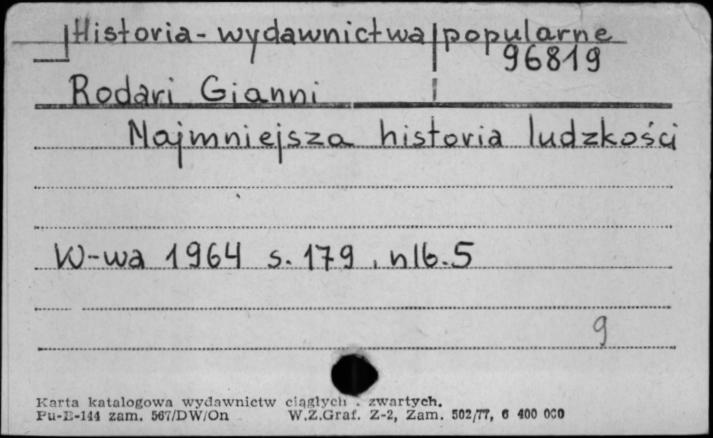 Historia - wydawnictwa popularne
96819
Rodari Gianni
Najmniejsza historia ludzkości
W-wa 1964 s. 179, nlb. 5
9
Karta katalogowa wydawnictw ciągłych . zwartych.
Pu-B-144 zam. 567/DW/On W.Z.Graf. Z-2, Zam. 502/77, 6 400 000